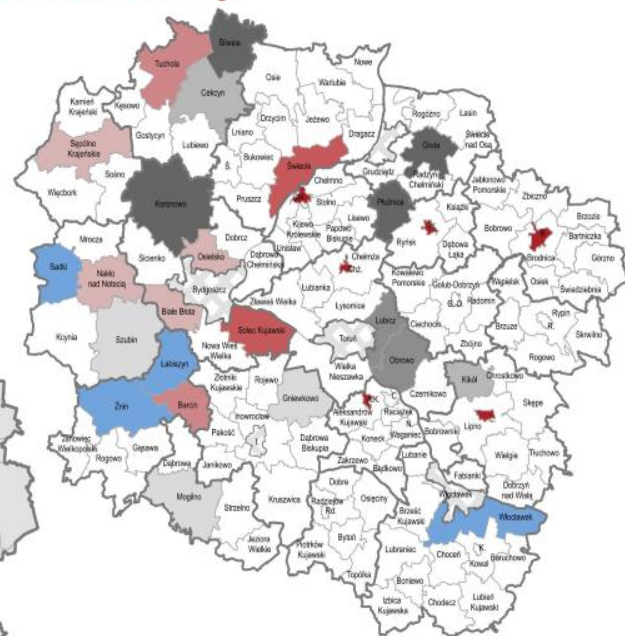 Śliwice
Tuchola
Nowe
Osie
Warlubie
Cekcyn
Kamień
Krajeński
Kęsowo
Rogóźno
Łasin
Drzycim
Jeżewo
Gostycyn
Lniano
Dragacz
Świecie
nad Osą
Lubiewo
Gruta
Sępólno
Krajeńskie
Ś.
Bukowiec
Świecie
Grudziądz
Radzyń
Chełmiński
Jabłonowo
Pomorskie
Sośno
Chełmno
Zbiczno
Więcbork
Pruszcz
Stolno
Płużnica
Książki
Brzozie
Koronowo
Lisewo
Bobrowo
Bartniczka
Kijewo
Królewskie
Papowo
Biskupie
Ryńsk
Dębowa
Łąka
Brodnica
Górzno
Mrocza
Dobrcz
Unisław
Sicienko
Osielsko
Dąbrowa
Chełmińska
Chełmża
Chż.
Sadki
Nakło
nad Notecią
Łubianka
Kowalewo
Pomorskie
Golub-Dobrzyń
G.-D.
Wąpielsk
Osiek
Świedziebnia
Bydgoszcz
Zławieś Wielka
Łysomice
Radomin
Białe Błota
Rypin
R.
Skrwilno
Kcynia
Szubin
Solec Kujawski
Toruń
Lubicz
Ciechocin
Brzuze
Nowa Wieś
Wielka
Obrowo
Zbójno
Rogowo
Łabiszyn
Wielka
Nieszawka
Złotniki
Kujawskie
Rojewo
Kikół
Chrostkowo
Żnin
Barcin
Gniewkowo
Czernikowo
Skępe
Inowrocław
Aleksandrów
Kujawski
Raciążek
Lipno
Pakość
I.
Waganiec
Bobrowniki
Janowiec
Wielkopolski
Gąsawa
Dąbrowa
Biskupia
Koneck
Rogowo
Lubanie
Wielgie
Tłuchowo
Dąbrowa
Janikowo
Zakrzewo
Bądkowo
Fabianki
Dobrzyń
nad Wisłą
Mogilno
Kruszwica
Dobre
Strzelno
Radziejów
Rd.
Osięciny
Brześć
Kujawski
Włocławek
Włocławek
Jeziora
Wielkie
Bytoń
Lubraniec
Choceń
K.
Kowal
Baruchowo
Piotrków
Kujawski
Topólka
Boniewo
Izbica
Kujawska
Chodecz
Lubień
Kujawski